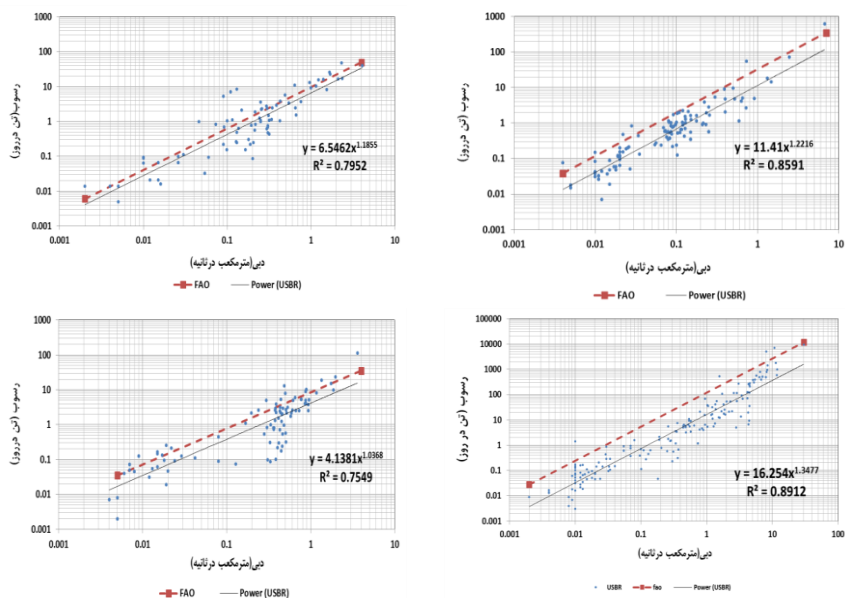 1000
100
10
1
0.1
0.01
0.001
رسوب (تن درروز)
y = 6.5462x^1.1855
R² = 0.7952
0.001 0.01 0.1 1 10
دبی(مترمکعب درثانیه)
FAO Power (USBR)
1000
100
10
1
0.1
0.01
0.001
رسوب (تن درروز)
y = 11.41x^1.2216
R² = 0.8591
0.001 0.01 0.1 1 10
دبی(مترمکعب درثانیه)
FAO Power (USBR)
1000
100
10
1
0.1
0.01
0.001
رسوب (تن درروز)
y = 4.1381x^1.0368
R² = 0.7549
0.001 0.01 0.1 1 10
دبی(مترمکعب درثانیه)
FAO Power (USBR)
100000
10000
1000
100
10
1
0.1
0.01
0.001
رسوب (تن در روز)
y = 16.254x^1.3477
R² = 0.8912
0.001 0.01 0.1 1 10 100
دبی(مترمکعب درثانیه)
USBR fao Power (USBR)